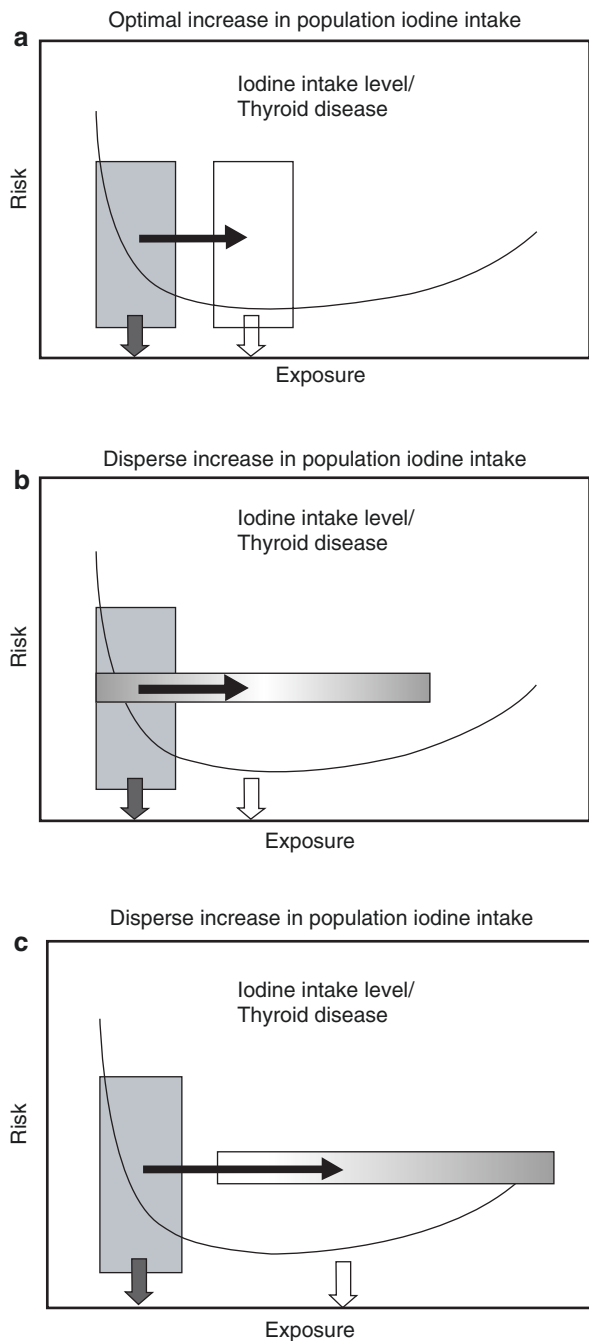 Optimal increase in population iodine intake
a
Iodine intake level/
Thyroid disease
Risk
Exposure
Disperse increase in population iodine intake
b
Iodine intake level/
Thyroid disease
Risk
Exposure
Disperse increase in population iodine intake
c
Iodine intake level/
Thyroid disease
Risk
Exposure